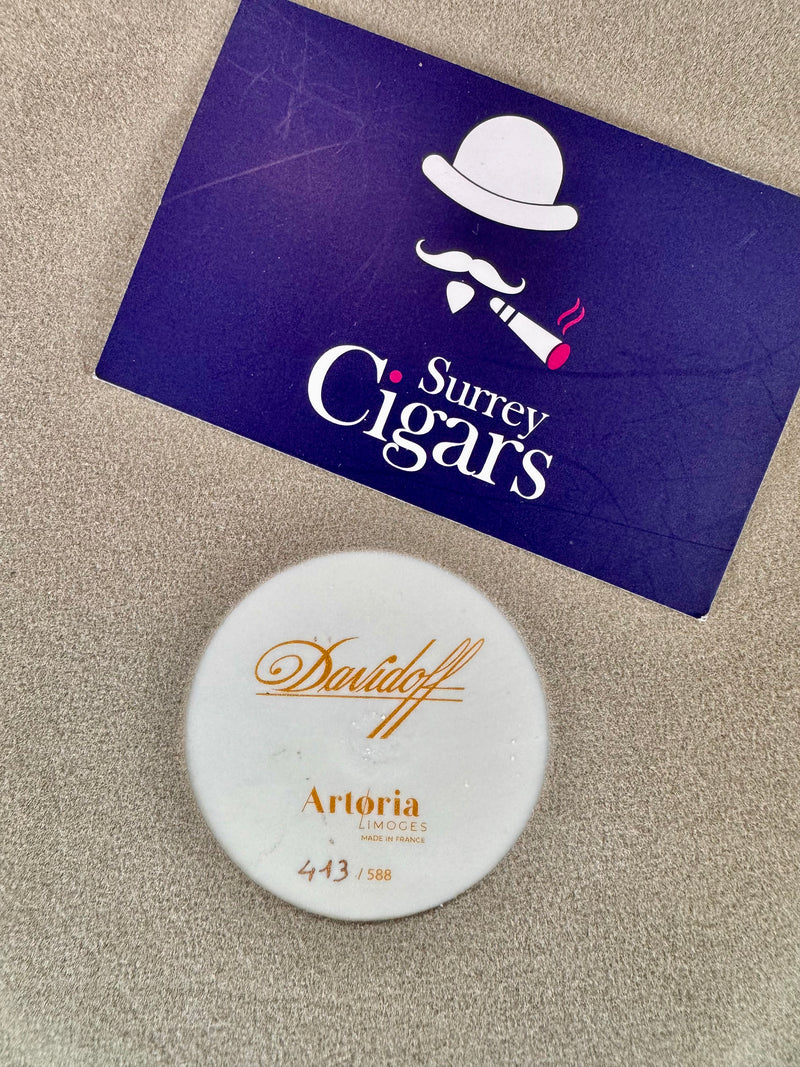 Surrey
Cigars
Davidoff
Artoria
LIMOGES
MADE IN FRANCE
413 / 588